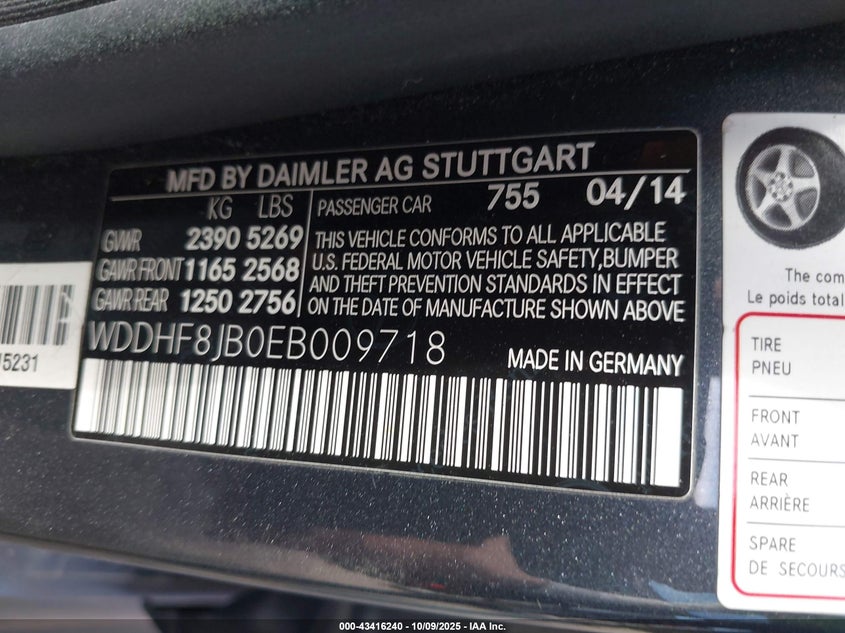 MFD BY DAIMLER AG STUTTGART
KG LBS
GVWR 2390 5269
GAWR FRONT 1165 2568
GAWR REAR 1250 2756
PASSENGER CAR 755 04/14
THIS VEHICLE CONFORMS TO ALL APPLICABLE
U.S. FEDERAL MOTOR VEHICLE SAFETY,BUMPER
AND THEFT PREVENTION STANDARDS IN EFFECT
ON THE DATE OF MANUFACTURE SHOWN ABOVE
WDDHF8JB0EB009718
MADE IN GERMANY
5231
The com
Le poids total
TIRE
PNEU
FRONT
AVANT
REAR
ARRIÈRE
SPARE
DE SECOURS
000-43416240 - 10/09/2025 - IAA Inc.